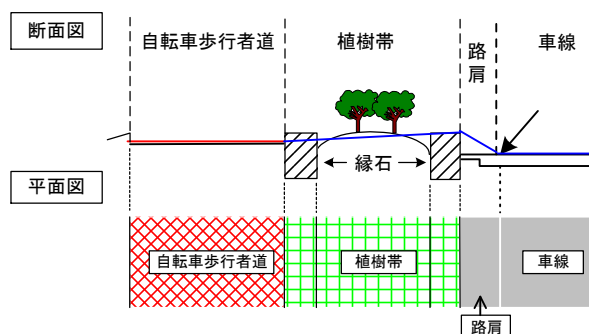 断面図
自転車歩行者道
植樹帯
路肩
車線
縁石
平面図
自転車歩行者道
植樹帯
車線
路肩